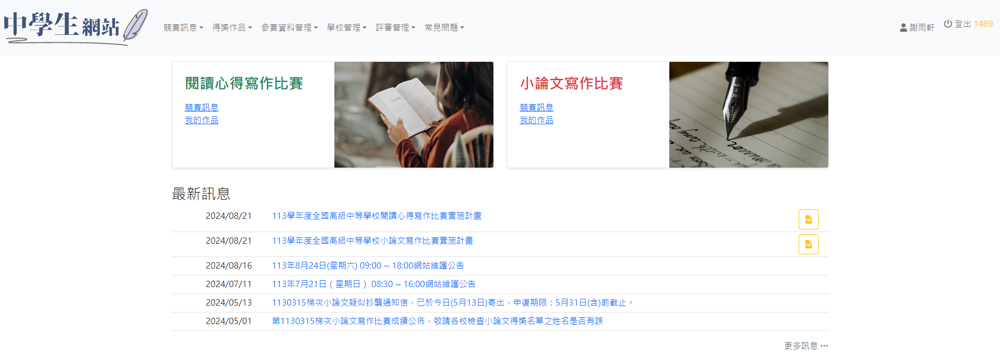 中學生網站
競賽訊息 得獎作品 參賽資料管理 學校管理 評審管理 常見問題
謝雨軒 登出 1489
閱讀心得寫作比賽
競賽訊息
我的作品
小論文寫作比賽
競賽訊息
我的作品
最新訊息
2024/08/21 113學年度全國高級中等學校閱讀心得寫作比賽實施計畫
2024/08/21 113學年度全國高級中等學校小論文寫作比賽實施計畫
2024/08/16 113年8月24日(星期六) 09:00 ~ 18:00網站維護公告
2024/07/11 113年7月21日（星期日） 08:30 ~ 16:00網站維護公告
2024/05/13 1130315梯次小論文疑似抄襲通知信，已於今日(5月13日)寄出，申復期限：5月31日(含)前截止。
2024/05/01 第1130315梯次小論文寫作比賽成績公佈，敬請各校檢查小論文得獎名單之姓名是否有誤
更多訊息 •••